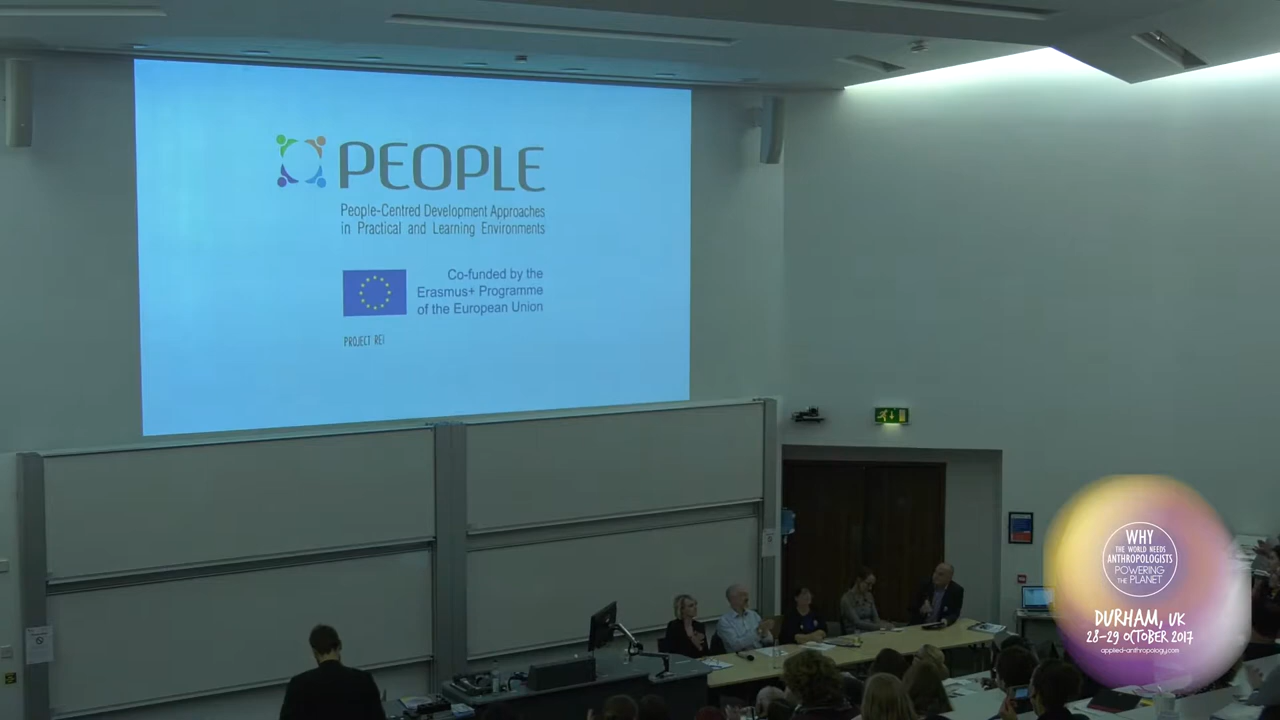 PEOPLE
People-Centred Development Approaches
in Practical and Learning Environments
Co-funded by the
Erasmus+ Programme
of the European Union
PROJECT REI
WHY
THE WORLD NEEDS
ANTHROPOLOGISTS
POWERING
THE PLANET
DURHAM, UK
28-29 OCTOBER 2017
applied-anthropology.com